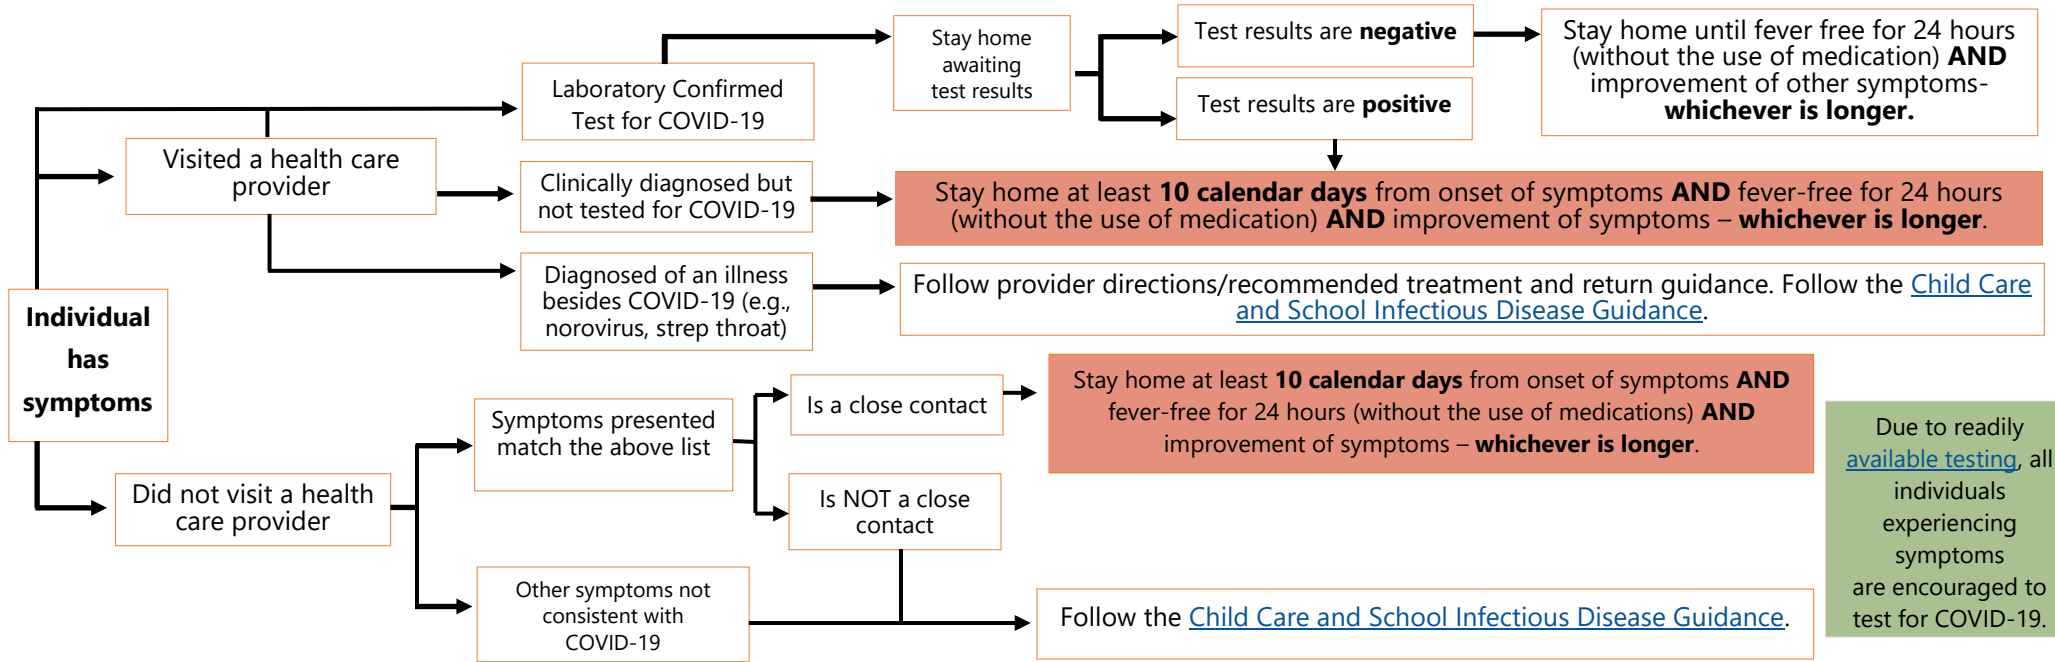 Individual
has
symptoms
Visited a health care
provider
Laboratory Confirmed
Test for COVID-19
Stay home
awaiting
test results
Test results are negative
Stay home until fever free for 24 hours
(without the use of medication) AND
improvement of other symptoms-
whichever is longer.
Test results are positive
Clinically diagnosed but
not tested for COVID-19
Stay home at least 10 calendar days from onset of symptoms AND fever-free for 24 hours
(without the use of medication) AND improvement of symptoms – whichever is longer.
Diagnosed of an illness
besides COVID-19 (e.g.,
norovirus, strep throat)
Follow provider directions/recommended treatment and return guidance. Follow the Child Care
and School Infectious Disease Guidance.
Did not visit a health
care provider
Symptoms presented
match the above list
Is a close contact
Stay home at least 10 calendar days from onset of symptoms AND
fever-free for 24 hours (without the use of medications) AND
improvement of symptoms – whichever is longer.
Is NOT a close
contact
Other symptoms not
consistent with
COVID-19
Follow the Child Care and School Infectious Disease Guidance.
Due to readily
available testing, all
individuals
experiencing
symptoms
are encouraged to
test for COVID-19.